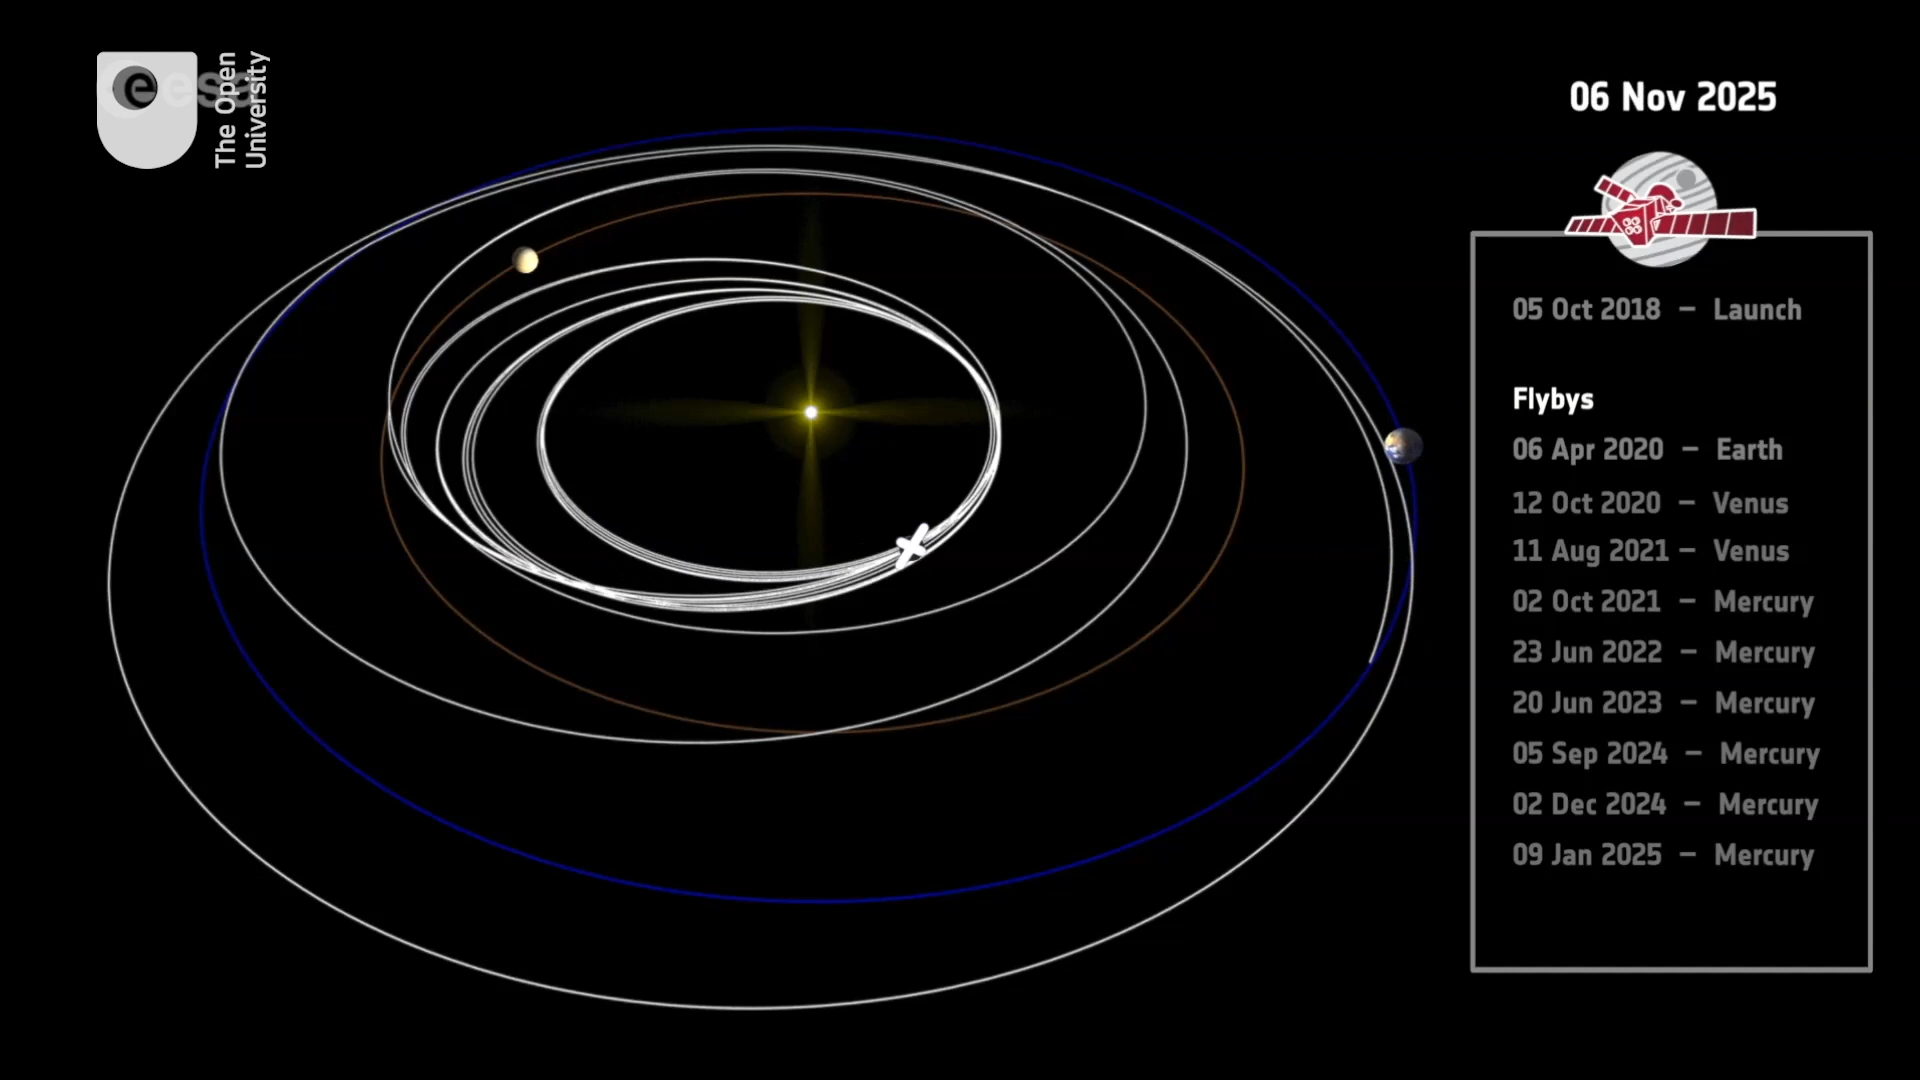 esa
The Open
University
06 Nov 2025
05 Oct 2018 – Launch
Flybys
06 Apr 2020 – Earth
12 Oct 2020 – Venus
11 Aug 2021 – Venus
02 Oct 2021 – Mercury
23 Jun 2022 – Mercury
20 Jun 2023 – Mercury
05 Sep 2024 – Mercury
02 Dec 2024 – Mercury
09 Jan 2025 – Mercury